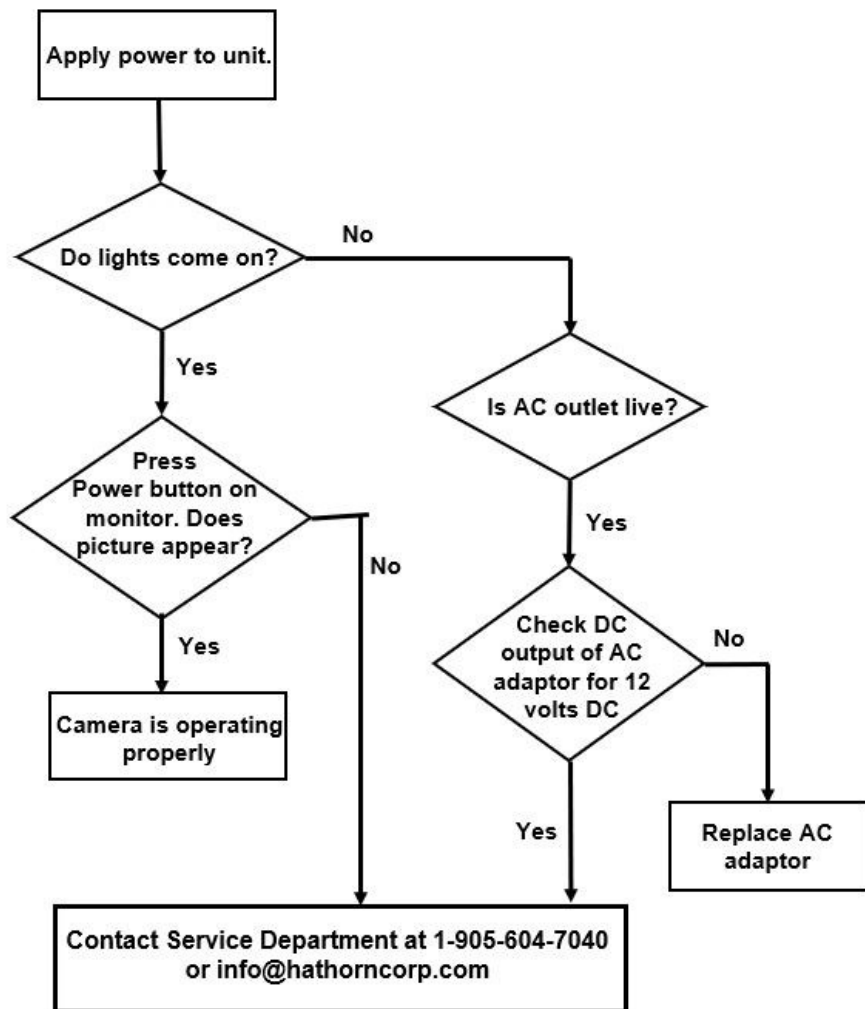 Apply power to unit.
Do lights come on?
No
Yes
Is AC outlet live?
Press
Power button on
monitor. Does
picture appear?
No
Yes
Yes
Check DC
output of AC
adaptor for 12
volts DC
No
Camera is operating
properly
Yes
Replace AC
adaptor
Contact Service Department at 1-905-604-7040
or info@hathorncorp.com